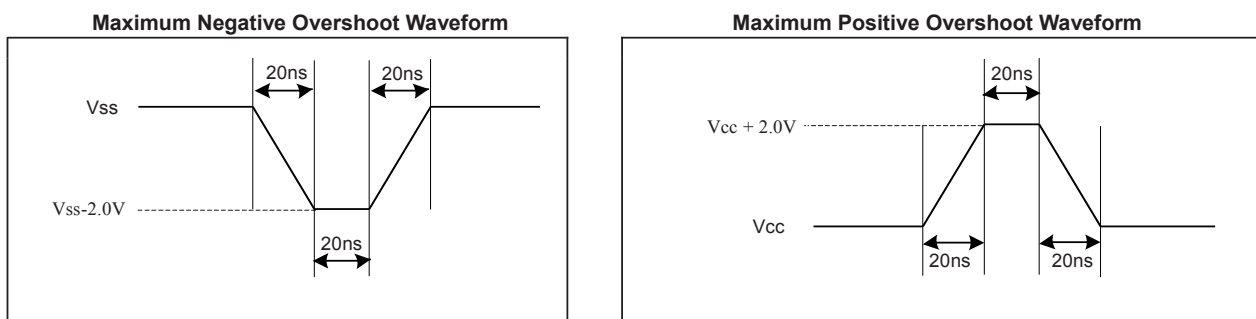 Maximum Negative Overshoot Waveform
20ns
20ns
Vss
Vss-2.0V
20ns
Maximum Positive Overshoot Waveform
20ns
Vcc + 2.0V
Vcc
20ns
20ns